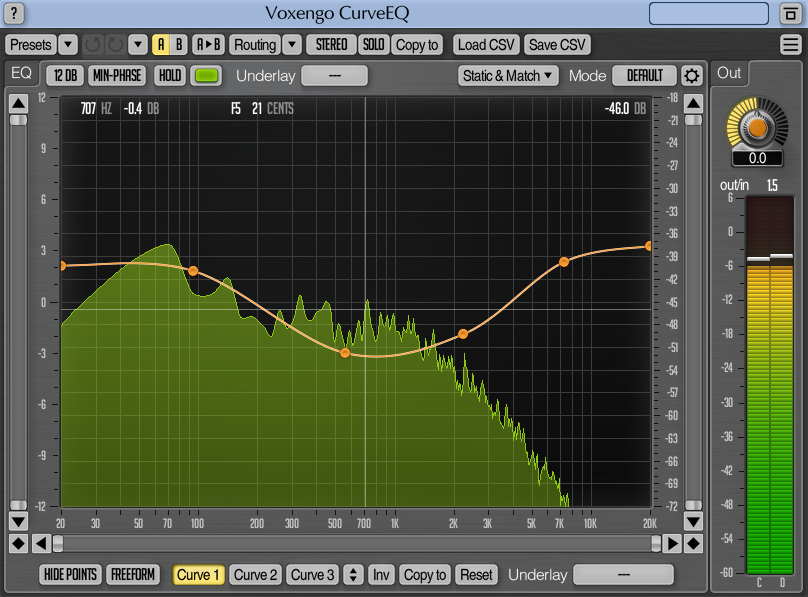 ? Voxengo CurveEQ
Presets A B A▸B Routing STEREO SOLO Copy to Load CSV Save CSV
EQ 12 DB MIN-PHASE HOLD Underlay --- Static & Match Mode DEFAULT Out
707 HZ -0.4 DB F5 21 CENTS -46.0 DB
12 9 6 3 0 -3 -6 -9 -12
-18 -21 -24 -27 -30 -33 -36 -39 -42 -45 -48 -51 -54 -57 -60 -63 -66 -69 -72
20 30 50 70 100 200 300 500 700 1K 2K 3K 5K 7K 10K 20K
HIDE POINTS FREEFORM Curve 1 Curve 2 Curve 3 Inv Copy to Reset Underlay ---
0.0
out/in 1.5
6 0 -6 -12 -18 -24 -30 -36 -42 -48 -54 -60
C D